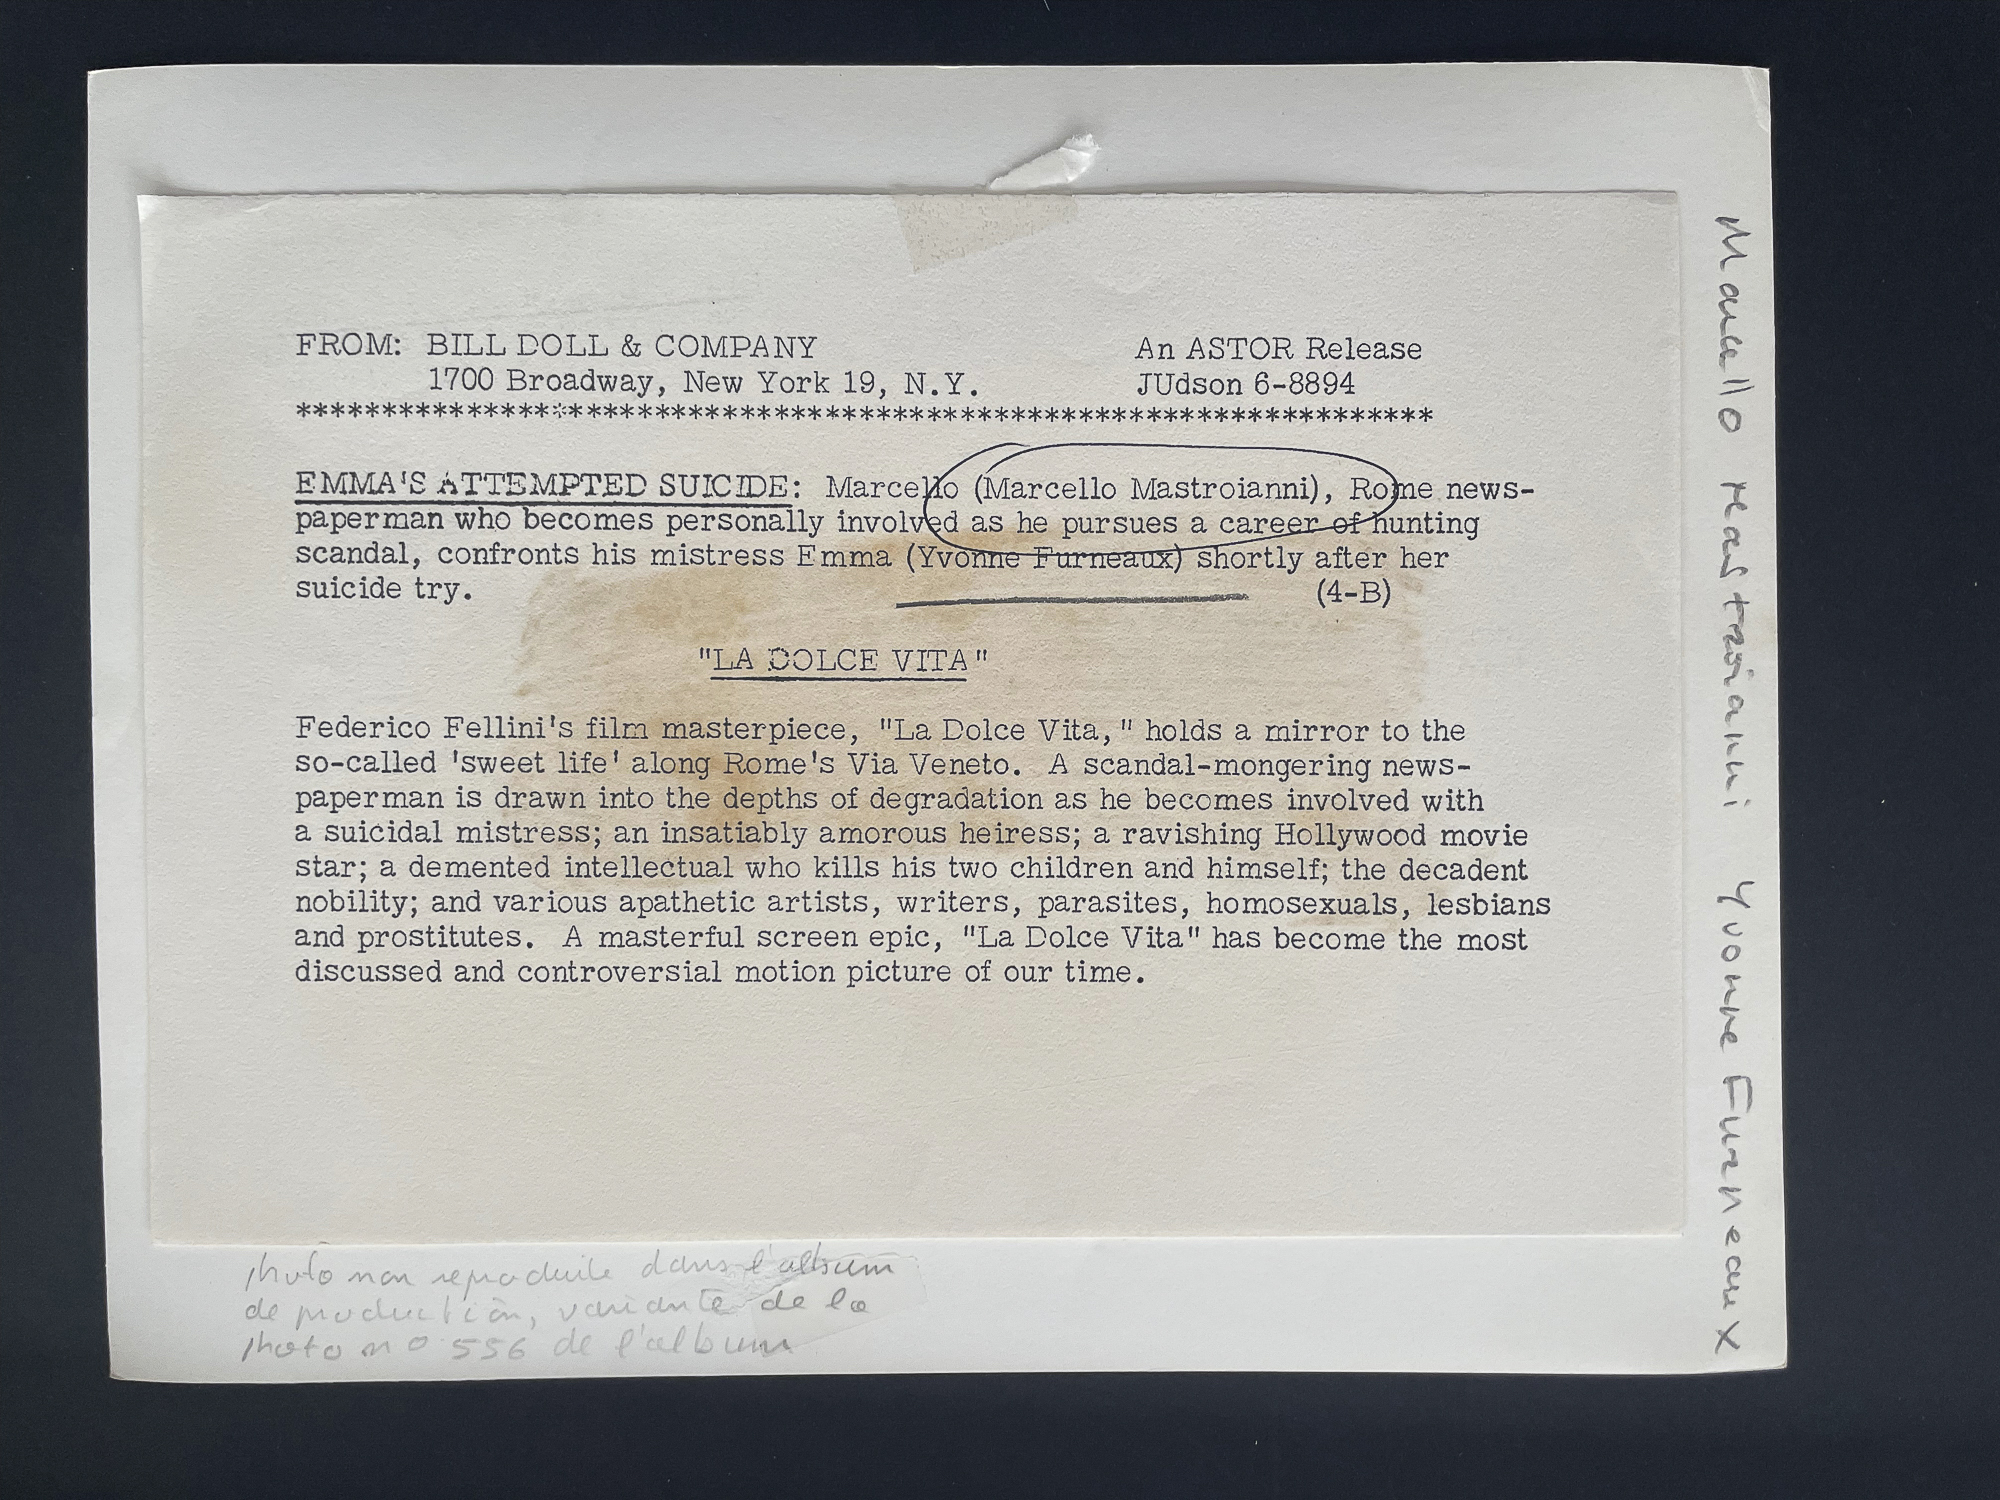 FROM: BILL DOLL & COMPANY An ASTOR Release
1700 Broadway, New York 19, N.Y. JUdson 6-8894
*******************************************************************
EMMA'S ATTEMPTED SUICIDE: Marcello (Marcello Mastroianni), Rome news-
paperman who becomes personally involved as he pursues a career of hunting
scandal, confronts his mistress Emma (Yvonne Furneaux) shortly after her
suicide try. (4-B)
"LA DOLCE VITA"
Federico Fellini's film masterpiece, "La Dolce Vita," holds a mirror to the
so-called 'sweet life' along Rome's Via Veneto. A scandal-mongering news-
paperman is drawn into the depths of degradation as he becomes involved with
a suicidal mistress; an insatiably amorous heiress; a ravishing Hollywood movie
star; a demented intellectual who kills his two children and himself; the decadent
nobility; and various apathetic artists, writers, parasites, homosexuals, lesbians
and prostitutes. A masterful screen epic, "La Dolce Vita" has become the most
discussed and controversial motion picture of our time.
photo non reproduite dans l'album
de production, variante de la
photo no 556 de l'album
Marcello Mastroianni Yvonne Furneaux